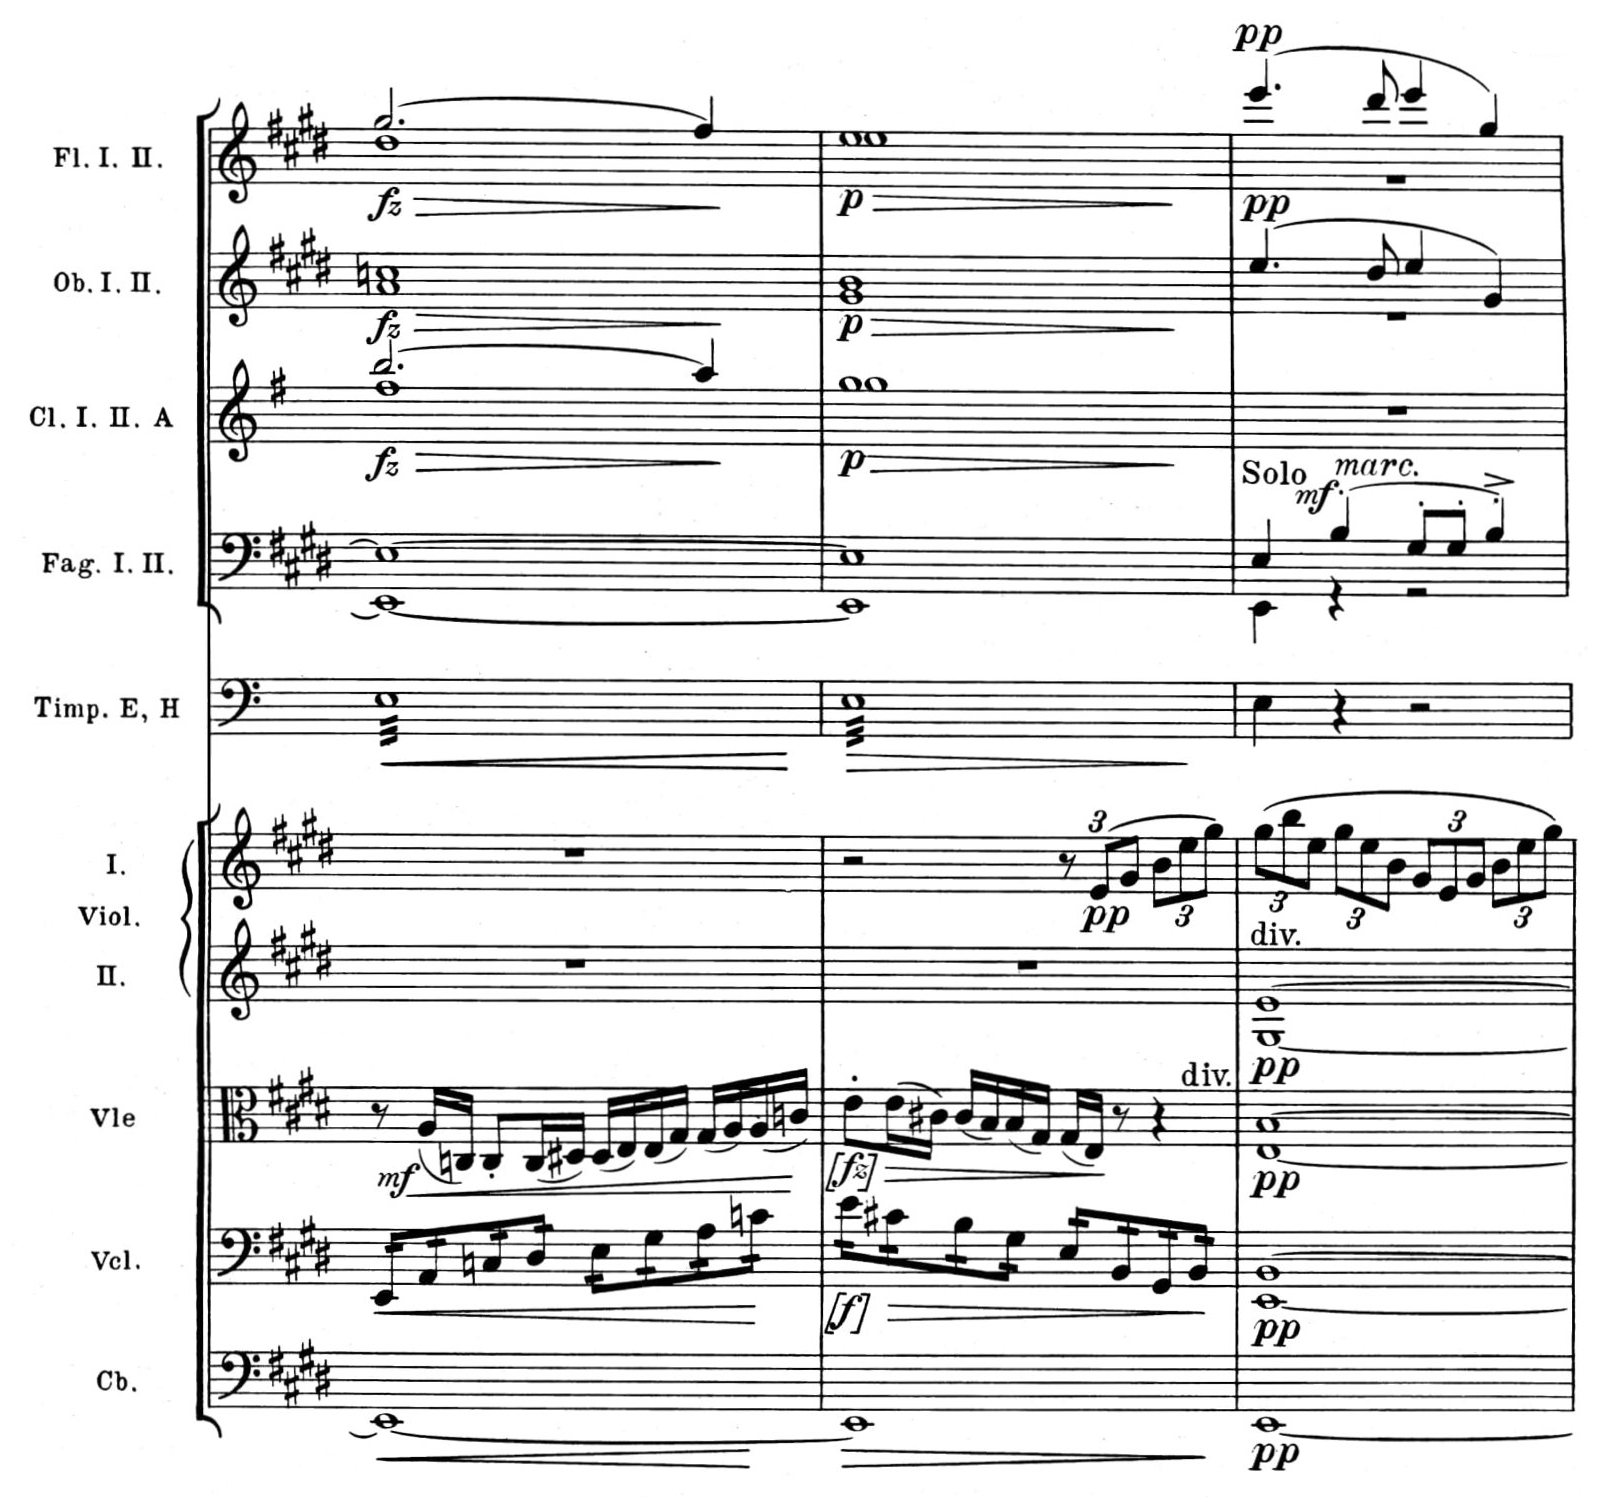 pp
Fl. I. II.
fz p pp
Ob. I. II.
fz p
Cl. I. II. A
fz p
Solo marc.
mf
Fag. I. II.
Timp. E, H
3
I.
pp 3 3 3 3 3
Viol.
div.
II.
pp
div.
Vle
mf [fz] pp
Vcl.
[f] pp
Cb.
pp